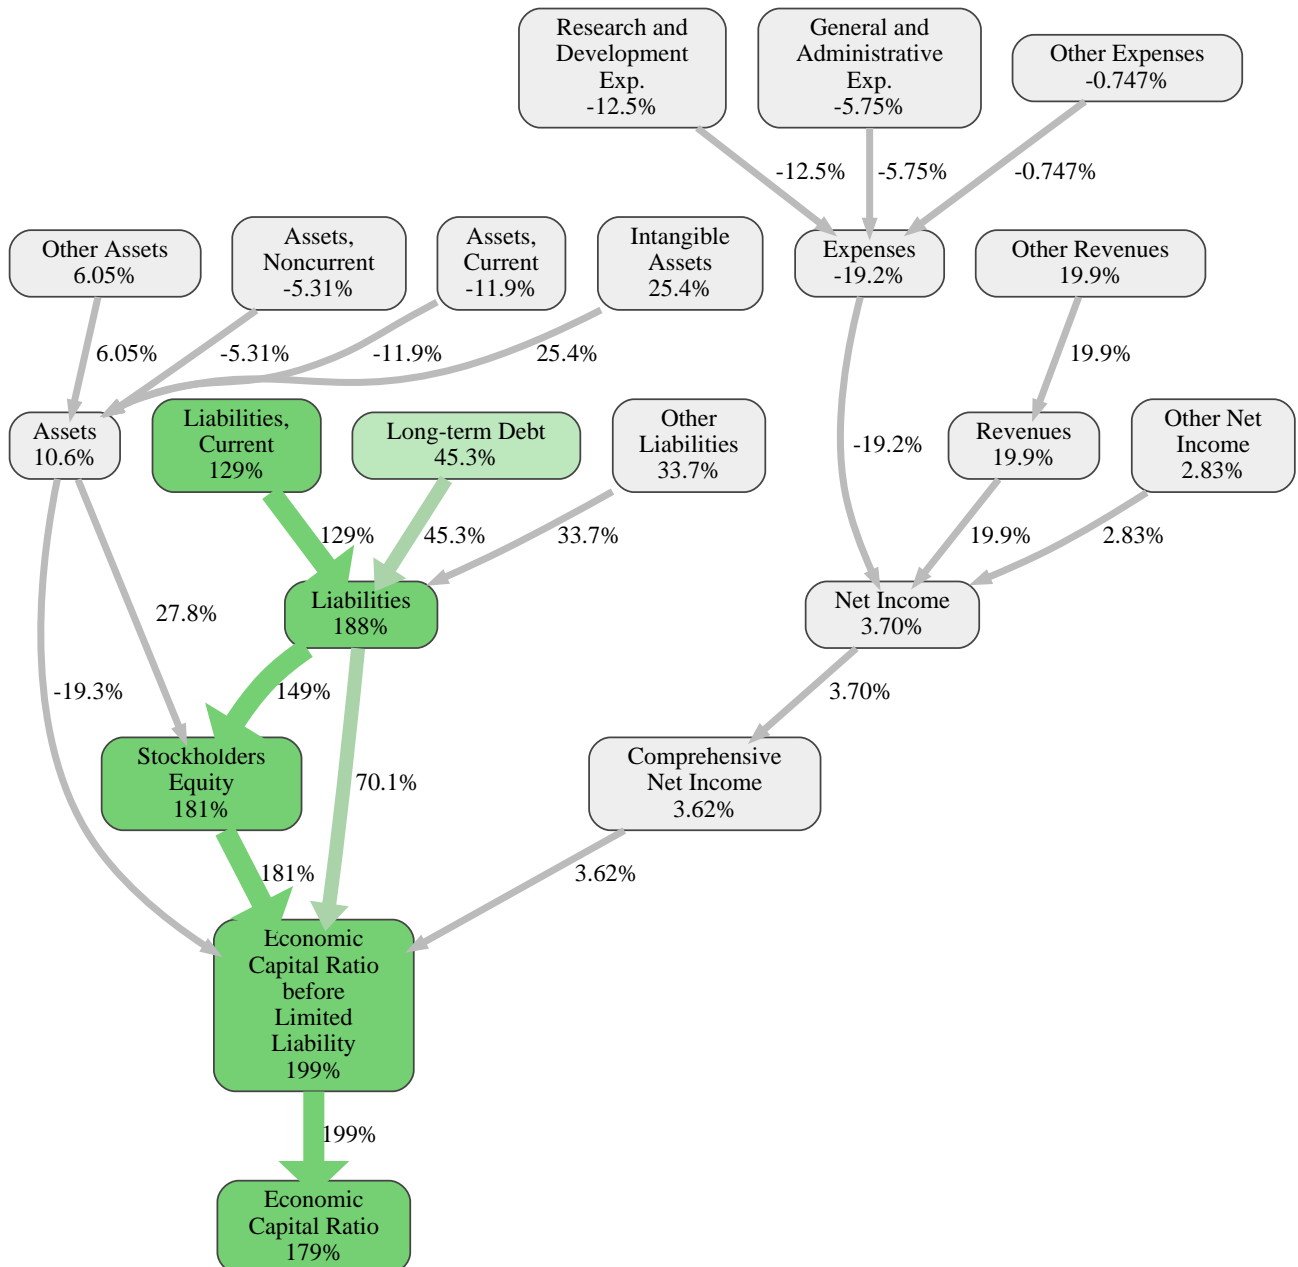 Research and
Development
Exp.
-12.5%
General and
Administrative
Exp.
-5.75%
Other Expenses
-0.747%
-12.5%
-5.75%
-0.747%
Other Assets
6.05%
Assets,
Noncurrent
-5.31%
Assets,
Current
-11.9%
Intangible
Assets
25.4%
Expenses
-19.2%
Other Revenues
19.9%
6.05%
-5.31%
-11.9%
25.4%
19.9%
Assets
10.6%
Liabilities,
Current
129%
Long-term Debt
45.3%
Other
Liabilities
33.7%
-19.2%
Revenues
19.9%
Other Net
Income
2.83%
129%
45.3%
33.7%
19.9%
2.83%
Liabilities
188%
Net Income
3.70%
27.8%
-19.3%
149%
3.70%
Stockholders
Equity
181%
70.1%
Comprehensive
Net Income
3.62%
181%
3.62%
Economic
Capital Ratio
before
Limited
Liability
199%
199%
Economic
Capital Ratio
179%